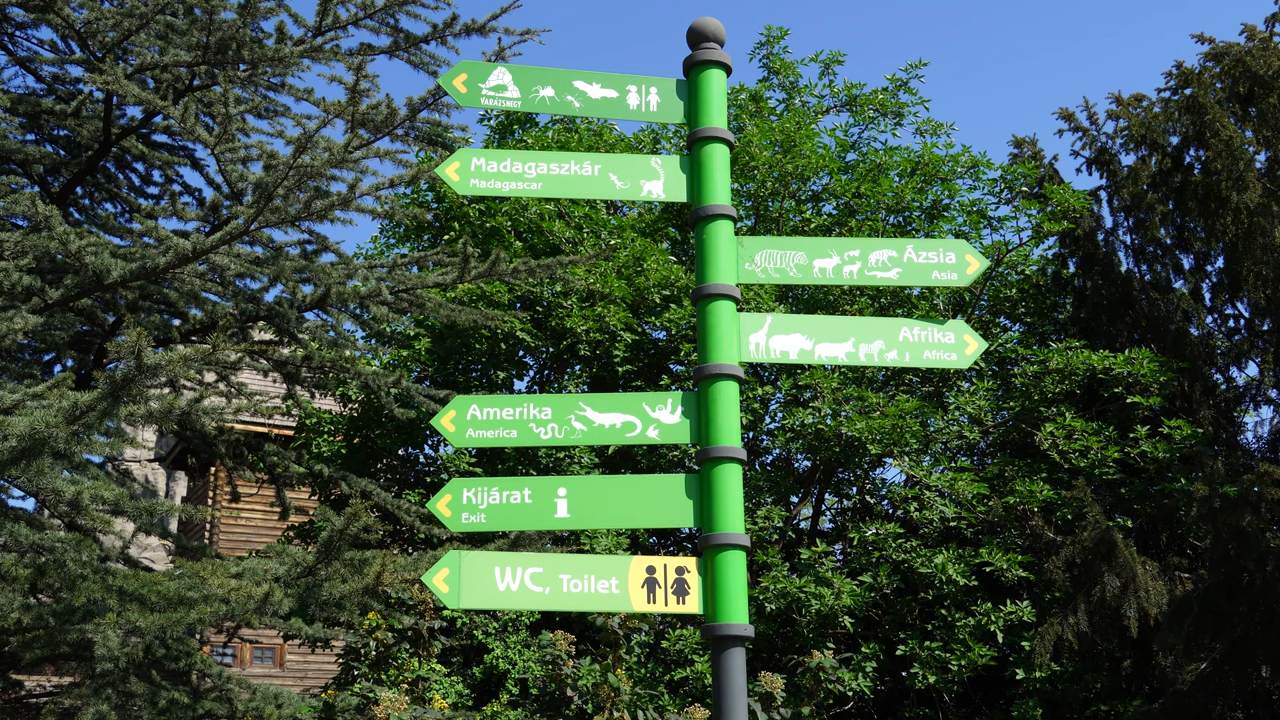 VARÁZSHEGY
Madagaszkár
Madagascar
Ázsia
Asia
Afrika
Africa
Amerika
America
Kijárat
Exit
WC, Toilet